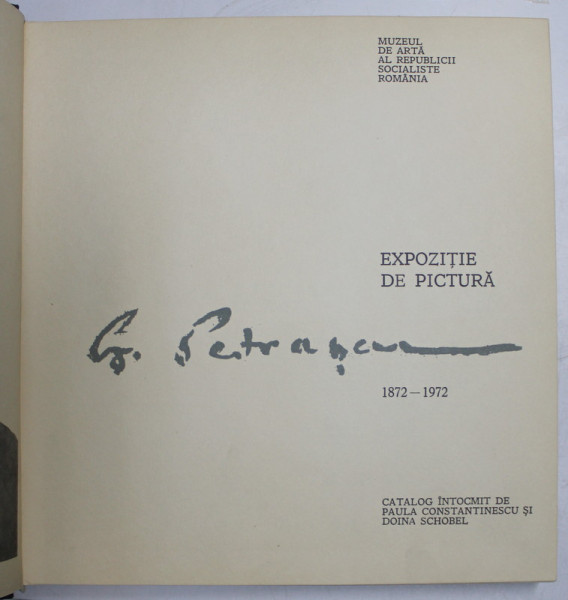 MUZEUL
DE ARTĂ
AL REPUBLICII
SOCIALISTE
ROMÂNIA
EXPOZIȚIE
DE PICTURĂ
G. Petrașcu
1872—1972
CATALOG ÎNTOCMIT DE
PAULA CONSTANTINESCU ȘI
DOINA SCHOBEL